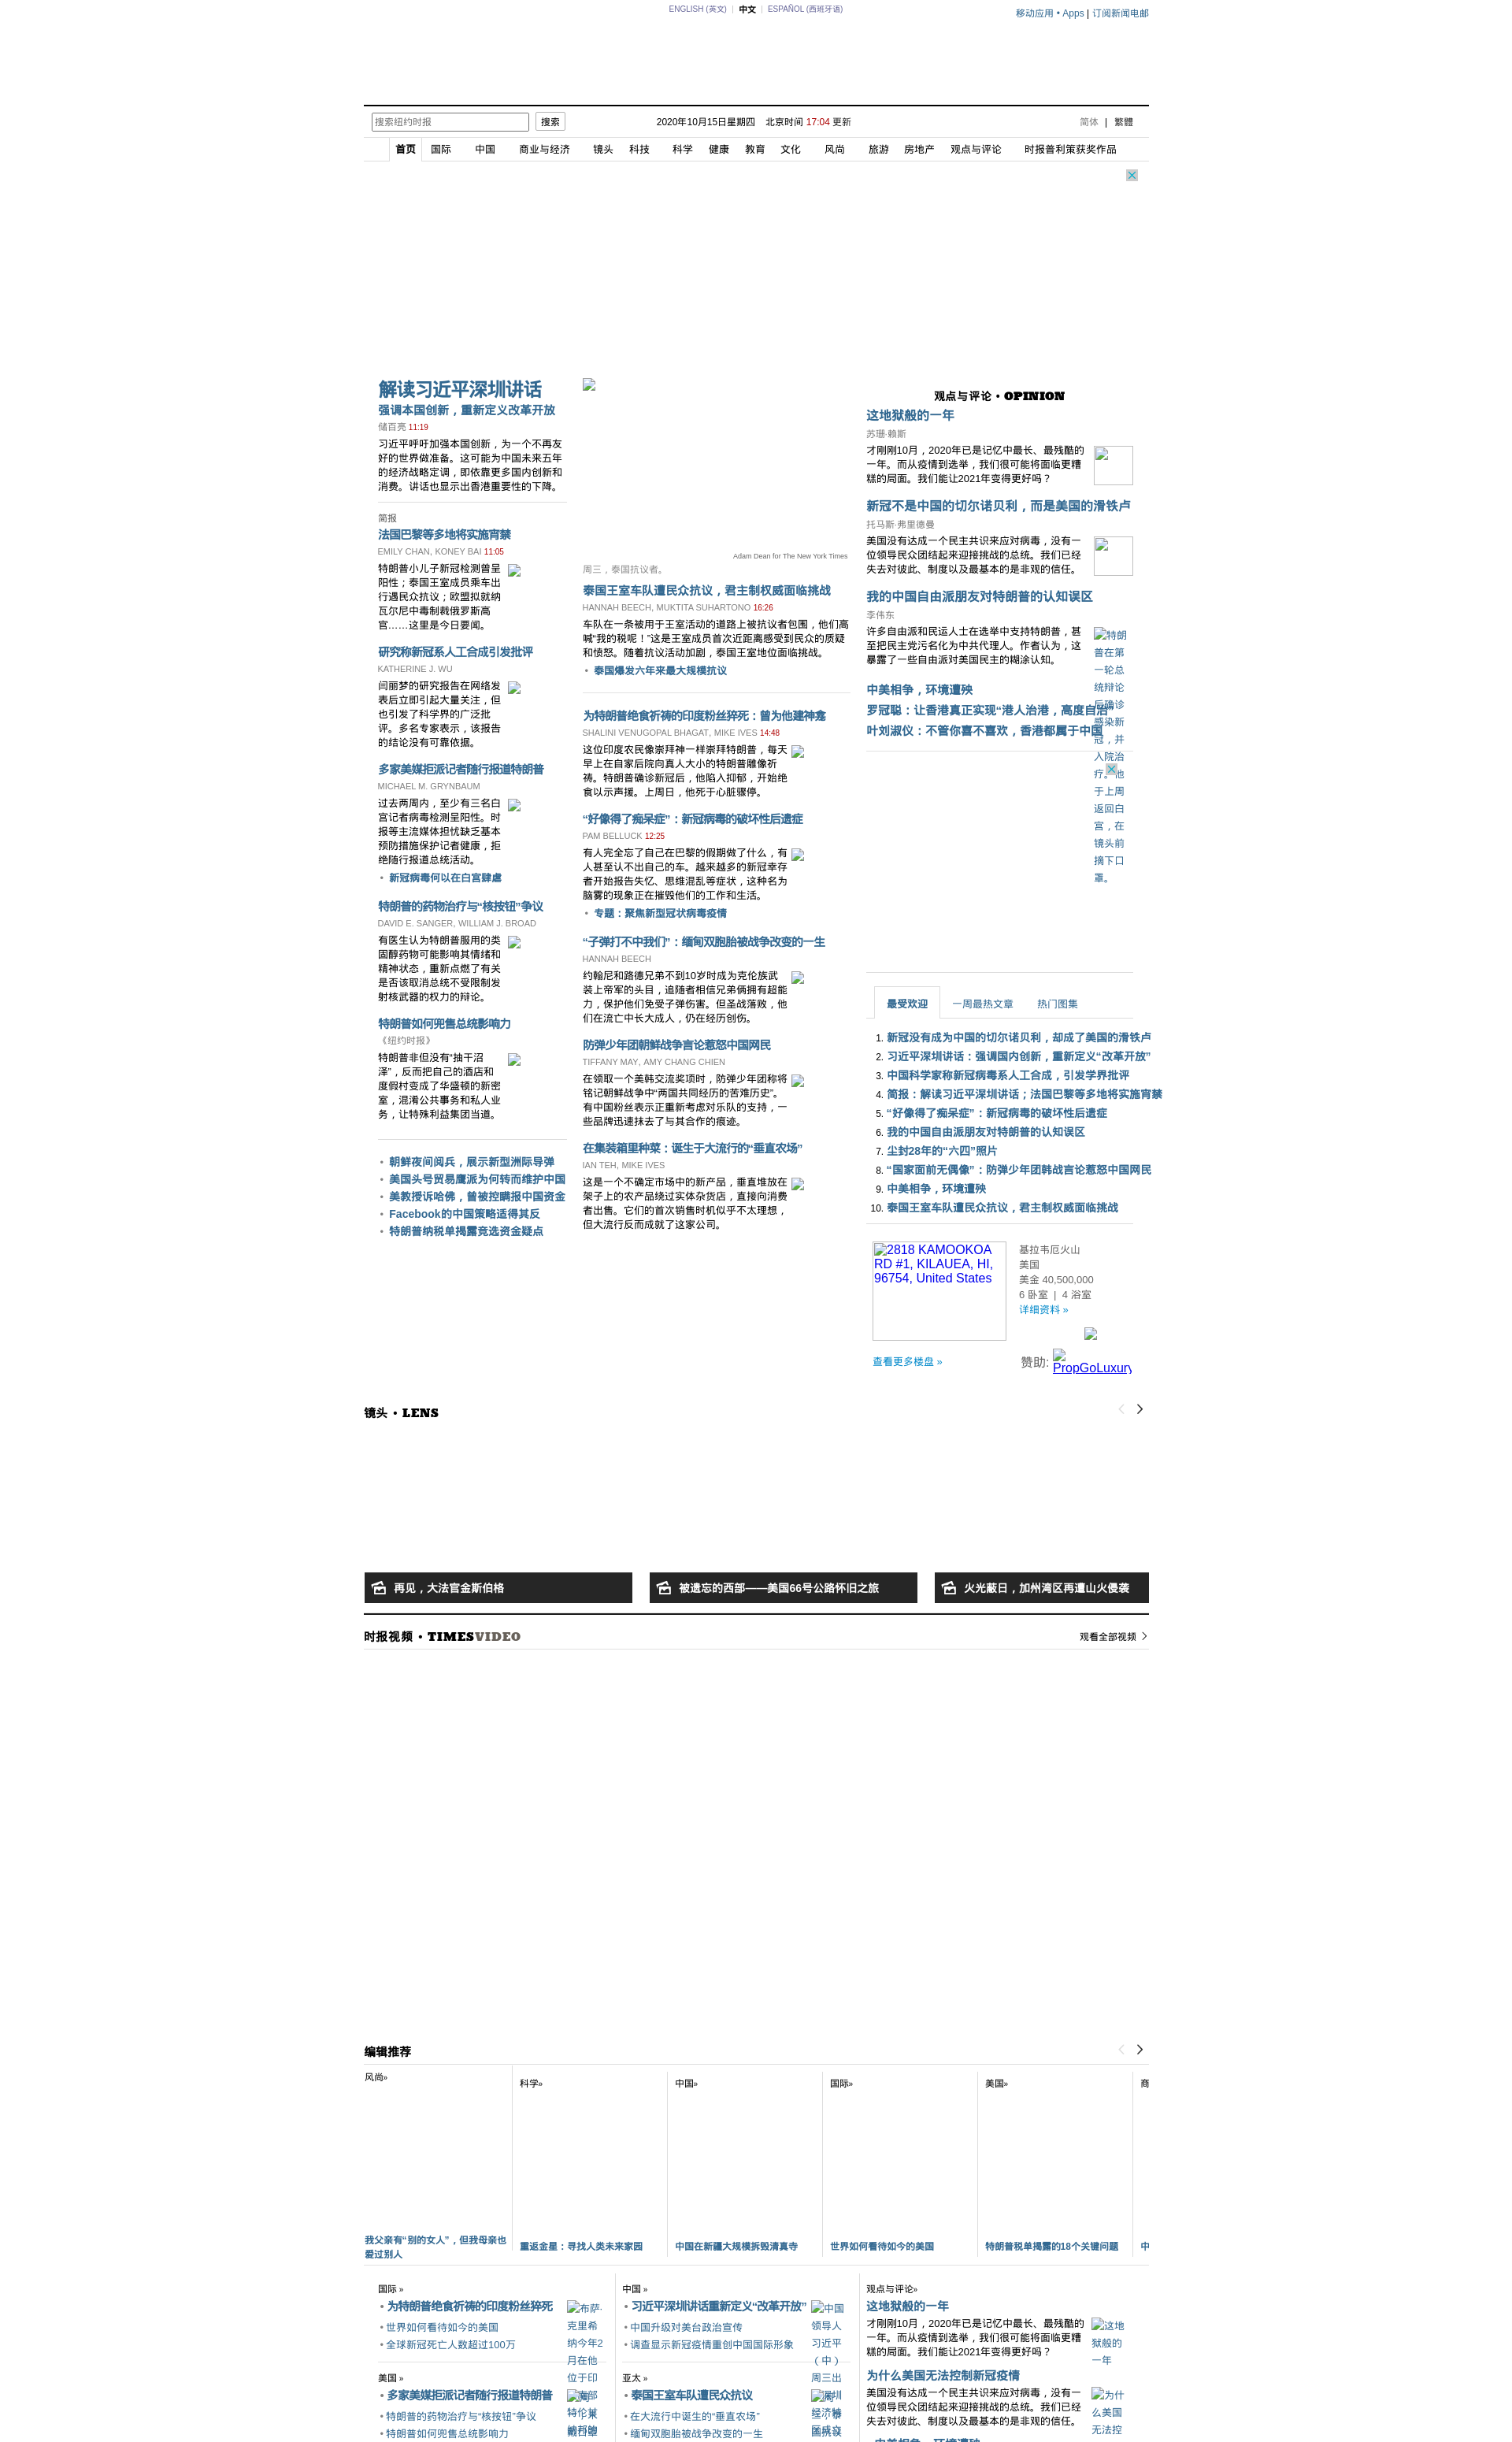 ENGLISH (英文) | 中文 | ESPAÑOL (西班牙语)
移动应用 • Apps | 订阅新闻电邮
搜索纽约时报 搜索
2020年10月15日星期四 北京时间 17:04 更新
简体 | 繁體
首页 国际 中国 商业与经济 镜头 科技 科学 健康 教育 文化 风尚 旅游 房地产 观点与评论 时报普利策获奖作品
解读习近平深圳讲话
强调本国创新，重新定义改革开放
储百亮 11:19
习近平呼吁加强本国创新，为一个不再友
好的世界做准备。这可能为中国未来五年
的经济战略定调，即依靠更多国内创新和
消费。讲话也显示出香港重要性的下降。
简报
法国巴黎等多地将实施宵禁
EMILY CHAN, KONEY BAI 11:05
特朗普小儿子新冠检测曾呈
阳性；泰国王室成员乘车出
行遇民众抗议；欧盟拟就纳
瓦尔尼中毒制裁俄罗斯高
官……这里是今日要闻。
研究称新冠系人工合成引发批评
KATHERINE J. WU
闫丽梦的研究报告在网络发
表后立即引起大量关注，但
也引发了科学界的广泛批
评。多名专家表示，该报告
的结论没有可靠依据。
多家美媒拒派记者随行报道特朗普
MICHAEL M. GRYNBAUM
过去两周内，至少有三名白
宫记者病毒检测呈阳性。时
报等主流媒体担忧缺乏基本
预防措施保护记者健康，拒
绝随行报道总统活动。
• 新冠病毒何以在白宫肆虐
特朗普的药物治疗与“核按钮”争议
DAVID E. SANGER, WILLIAM J. BROAD
有医生认为特朗普服用的类
固醇药物可能影响其情绪和
精神状态，重新点燃了有关
是否该取消总统不受限制发
射核武器的权力的辩论。
特朗普如何兜售总统影响力
《纽约时报》
特朗普非但没有“抽干沼
泽”，反而把自己的酒店和
度假村变成了华盛顿的新密
室，混淆公共事务和私人业
务，让特殊利益集团当道。
• 朝鲜夜间阅兵，展示新型洲际导弹
• 美国头号贸易鹰派为何转而维护中国
• 美教授诉哈佛，曾被控瞒报中国资金
• Facebook的中国策略适得其反
• 特朗普纳税单揭露竞选资金疑点
Adam Dean for The New York Times
周三，泰国抗议者。
泰国王室车队遭民众抗议，君主制权威面临挑战
HANNAH BEECH, MUKTITA SUHARTONO 16:26
车队在一条被用于王室活动的道路上被抗议者包围，他们高
喊“我的税呢！”这是王室成员首次近距离感受到民众的质疑
和愤怒。随着抗议活动加剧，泰国王室地位面临挑战。
• 泰国爆发六年来最大规模抗议
为特朗普绝食祈祷的印度粉丝猝死：曾为他建神龛
SHALINI VENUGOPAL BHAGAT, MIKE IVES 14:48
这位印度农民像崇拜神一样崇拜特朗普，每天
早上在自家后院向真人大小的特朗普雕像祈
祷。特朗普确诊新冠后，他陷入抑郁，开始绝
食以示声援。上周日，他死于心脏骤停。
“好像得了痴呆症”：新冠病毒的破坏性后遗症
PAM BELLUCK 12:25
有人完全忘了自己在巴黎的假期做了什么，有
人甚至认不出自己的车。越来越多的新冠幸存
者开始报告失忆、思维混乱等症状，这种名为
脑雾的现象正在摧毁他们的工作和生活。
• 专题：聚焦新型冠状病毒疫情
“子弹打不中我们”：缅甸双胞胎被战争改变的一生
HANNAH BEECH
约翰尼和路德兄弟不到10岁时成为克伦族武
装上帝军的头目，追随者相信兄弟俩拥有超能
力，保护他们免受子弹伤害。但圣战落败，他
们在流亡中长大成人，仍在经历创伤。
防弹少年团朝鲜战争言论惹怒中国网民
TIFFANY MAY, AMY CHANG CHIEN
在领取一个美韩交流奖项时，防弹少年团称将
铭记朝鲜战争中“两国共同经历的苦难历史”。
有中国粉丝表示正重新考虑对乐队的支持，一
些品牌迅速抹去了与其合作的痕迹。
在集装箱里种菜：诞生于大流行的“垂直农场”
IAN TEH, MIKE IVES
这是一个不确定市场中的新产品，垂直堆放在
架子上的农产品绕过实体杂货店，直接向消费
者出售。它们的首次销售时机似乎不太理想，
但大流行反而成就了这家公司。
观点与评论 • OPINION
这地狱般的一年
苏珊·赖斯
才刚刚10月，2020年已是记忆中最长、最残酷的
一年。而从疫情到选举，我们很可能将面临更糟
糕的局面。我们能让2021年变得更好吗？
新冠不是中国的切尔诺贝利，而是美国的滑铁卢
托马斯·弗里德曼
美国没有达成一个民主共识来应对病毒，没有一
位领导民众团结起来迎接挑战的总统。我们已经
失去对彼此、制度以及最基本的是非观的信任。
我的中国自由派朋友对特朗普的认知误区
李伟东
许多自由派和民运人士在选举中支持特朗普，甚
至把民主党污名化为中共代理人。作者认为，这
暴露了一些自由派对美国民主的糊涂认知。
特朗
普在第
一轮总
统辩论
后确诊
感染新
冠，并
入院治
疗。他
于上周
返回白
宫，在
镜头前
摘下口
罩。
中美相争，环境遭殃
罗冠聪：让香港真正实现“港人治港，高度自治”
叶刘淑仪：不管你喜不喜欢，香港都属于中国
最受欢迎 一周最热文章 热门图集
1. 新冠没有成为中国的切尔诺贝利，却成了美国的滑铁卢
2. 习近平深圳讲话：强调国内创新，重新定义“改革开放”
3. 中国科学家称新冠病毒系人工合成，引发学界批评
4. 简报：解读习近平深圳讲话；法国巴黎等多地将实施宵禁
5. “好像得了痴呆症”：新冠病毒的破坏性后遗症
6. 我的中国自由派朋友对特朗普的认知误区
7. 尘封28年的“六四”照片
8. “国家面前无偶像”：防弹少年团韩战言论惹怒中国网民
9. 中美相争，环境遭殃
10. 泰国王室车队遭民众抗议，君主制权威面临挑战
2818 KAMOOKOA
RD #1, KILAUEA, HI,
96754, United States
基拉韦厄火山
美国
美金 40,500,000
6 卧室 | 4 浴室
详细资料 »
查看更多楼盘 »
赞助: PropGoLuxury
镜头 • LENS
再见，大法官金斯伯格
被遗忘的西部——美国66号公路怀旧之旅
火光蔽日，加州湾区再遭山火侵袭
时报视频 • TIMESVIDEO
观看全部视频
编辑推荐
风尚»
我父亲有“别的女人”，但我母亲也
爱过别人
科学»
重返金星：寻找人类未来家园
中国»
中国在新疆大规模拆毁清真寺
国际»
世界如何看待如今的美国
美国»
特朗普税单揭露的18个关键问题
商
中
国际 »
• 为特朗普绝食祈祷的印度粉丝猝死
• 世界如何看待如今的美国
• 全球新冠死亡人数超过100万
布萨·
克里希
纳今年2
月在他
位于印
美国 »
• 多家美媒拒派记者随行报道特朗普
• 特朗普的药物治疗与“核按钮”争议
• 特朗普如何兜售总统影响力
中国 »
• 习近平深圳讲话重新定义“改革开放”
• 中国升级对美台政治宣传
• 调查显示新冠疫情重创中国国际形象
中国
领导人
习近平
（中）
周三出
亚太 »
• 泰国王室车队遭民众抗议
• 在大流行中诞生的“垂直农场”
• 缅甸双胞胎被战争改变的一生
观点与评论»
这地狱般的一年
才刚刚10月，2020年已是记忆中最长、最残酷的
一年。而从疫情到选举，我们很可能将面临更糟
糕的局面。我们能让2021年变得更好吗？
这地
狱般的
一年
为什么美国无法控制新冠疫情
美国没有达成一个民主共识来应对病毒，没有一
位领导民众团结起来迎接挑战的总统。我们已经
失去对彼此、制度以及最基本的是非观的信任。
为什
么美国
无法控